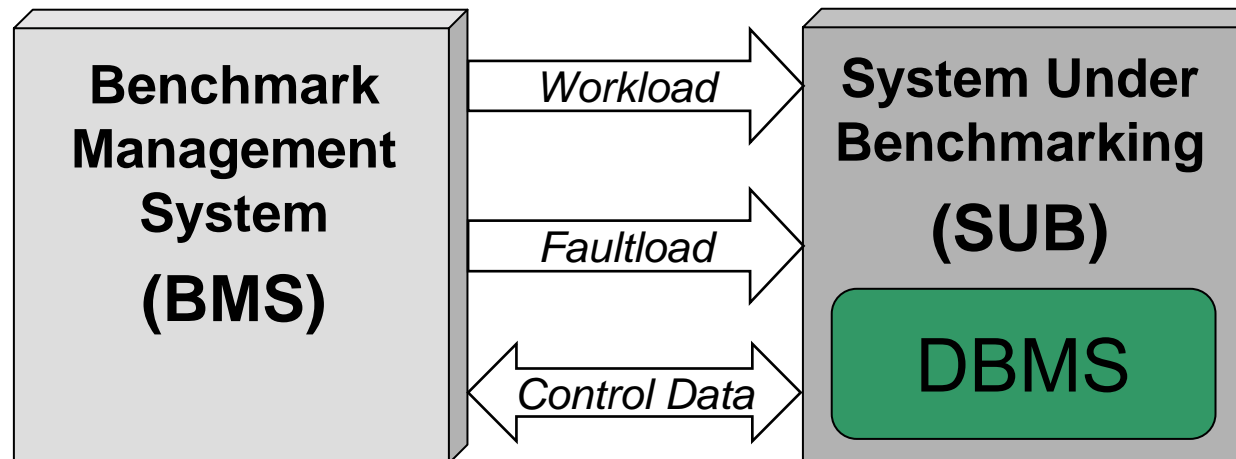 Benchmark
Management
System
(BMS)
Workload
Faultload
Control Data
System Under
Benchmarking
(SUB)
DBMS